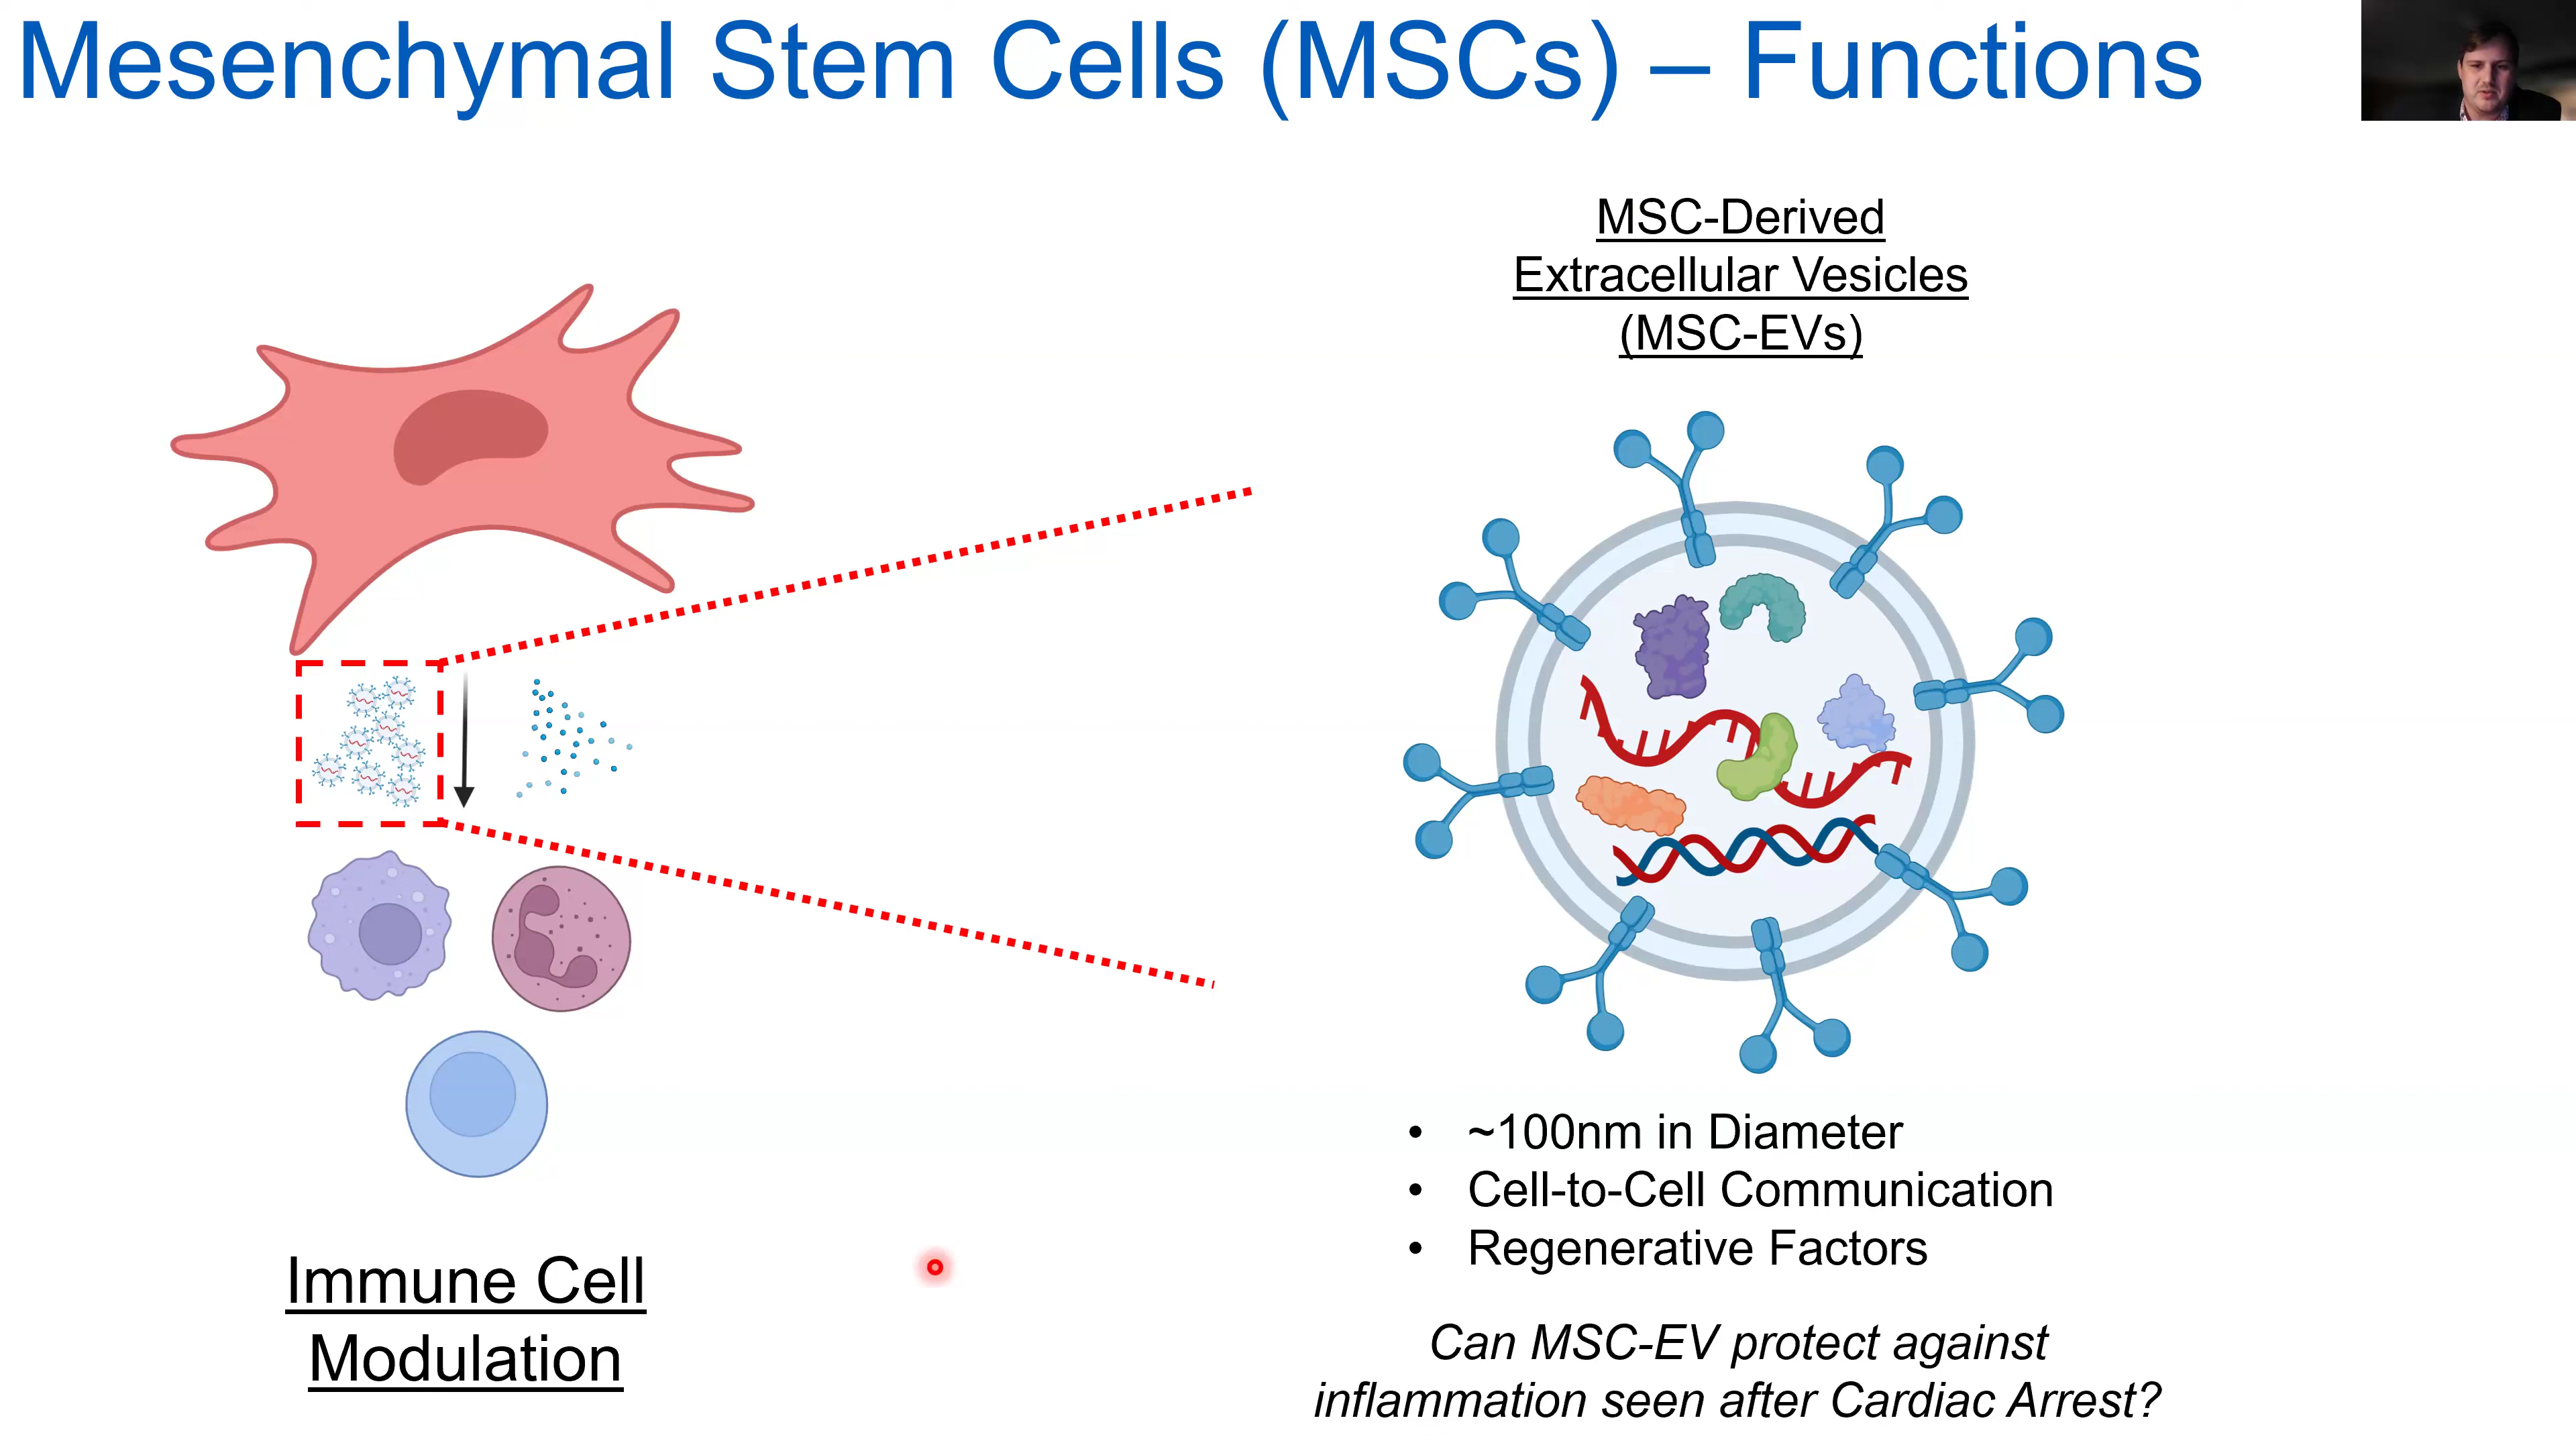 Mesenchymal Stem Cells (MSCs) – Functions
MSC-Derived
Extracellular Vesicles
(MSC-EVs)
Immune Cell
Modulation
• ~100nm in Diameter
• Cell-to-Cell Communication
• Regenerative Factors
Can MSC-EV protect against
inflammation seen after Cardiac Arrest?